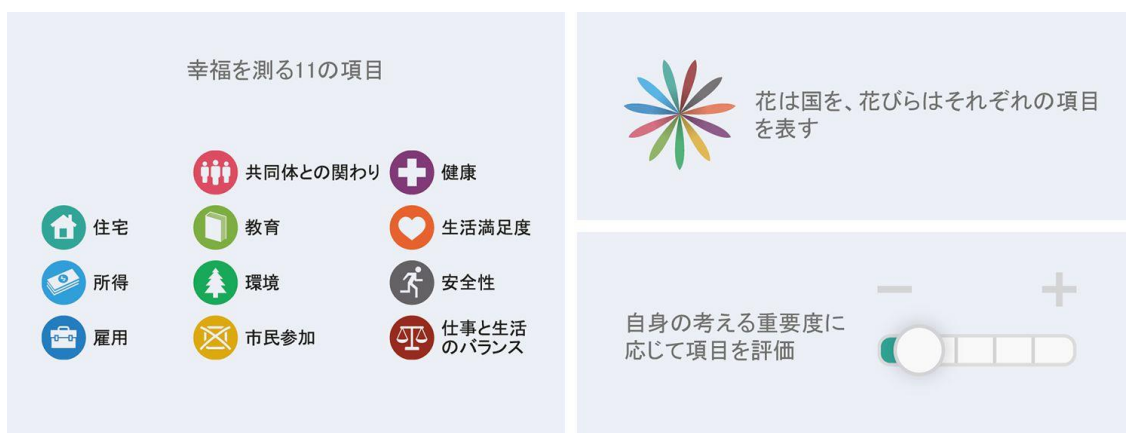 幸福を測る11の項目
住宅
所得
雇用
共同体との関わり
教育
環境
市民参加
健康
生活満足度
安全性
仕事と生活
のバランス
花は国を、花びらはそれぞれの項目
を表す
自身の考える重要度に
応じて項目を評価